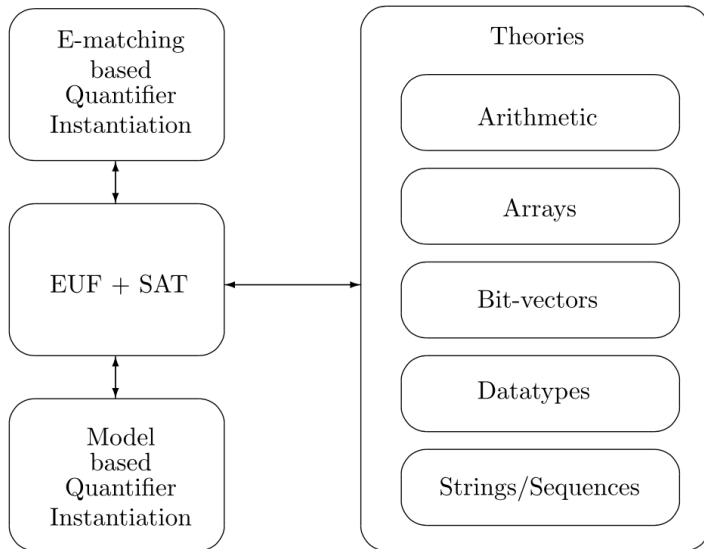 E-matching
based
Quantifier
Instantiation
EUF + SAT
Model
based
Quantifier
Instantiation
Theories
Arithmetic
Arrays
Bit-vectors
Datatypes
Strings/Sequences